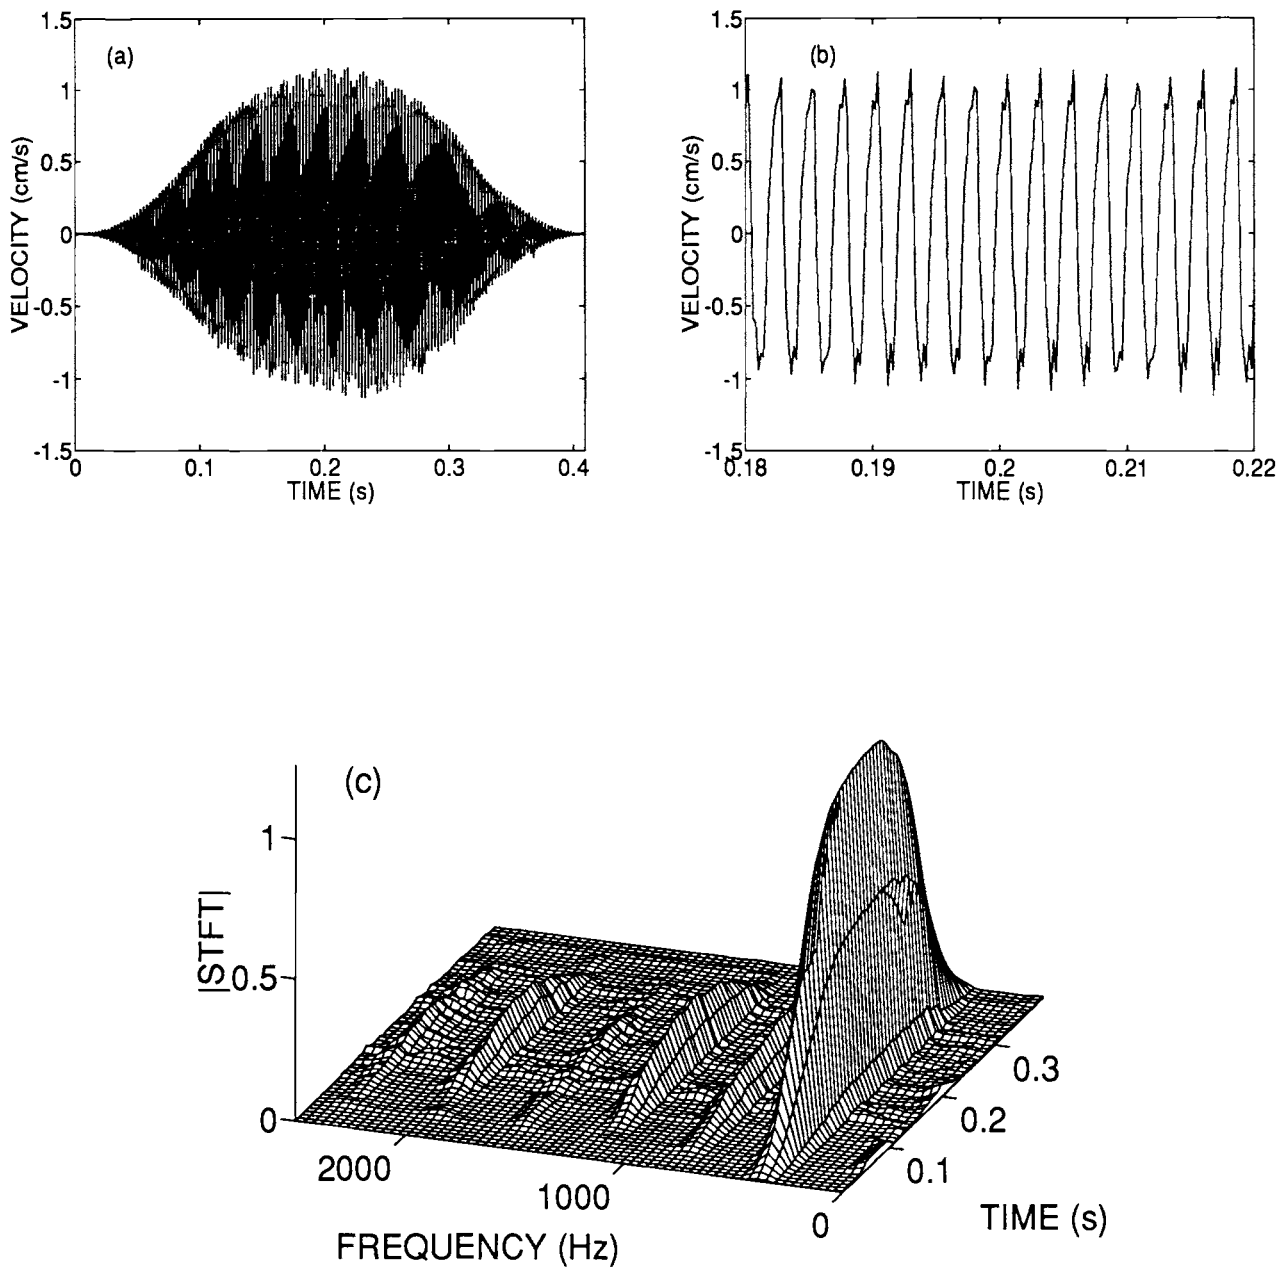 (a)
1.5
1
0.5
0
-0.5
-1
-1.5
VELOCITY (cm/s)
0 0.1 0.2 0.3 0.4
TIME (s)
(b)
1.5
1
0.5
0
-0.5
-1
-1.5
VELOCITY (cm/s)
0.18 0.19 0.2 0.21 0.22
TIME (s)
(c)
1
0.5
0
|STFT|
2000 1000 0
FREQUENCY (Hz)
0.1 0.2 0.3
TIME (s)